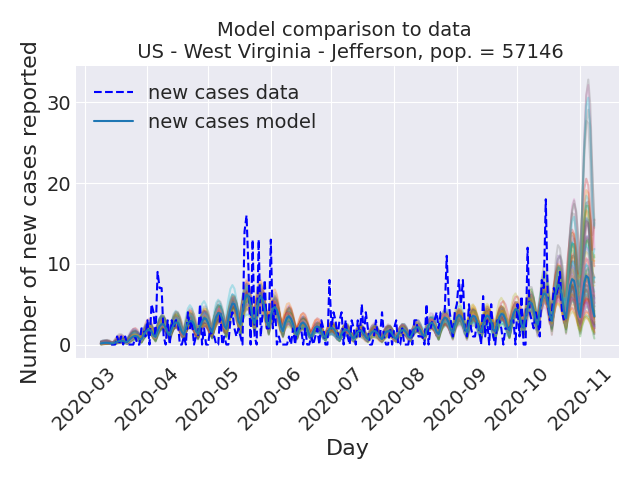 Model comparison to data
US - West Virginia - Jefferson, pop. = 57146
Number of new cases reported
30
20
10
0
new cases data
new cases model
2020-03
2020-04
2020-05
2020-06
2020-07
2020-08
2020-09
2020-10
2020-11
Day